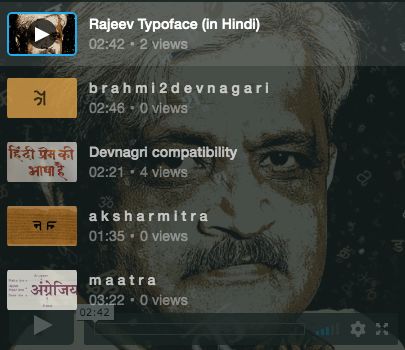 Rajeev Typoface (in Hindi)
02:42 • 2 views
brahmi2devnagari
02:46 • 0 views
हिंदी प्रेम की
भाषा है
Devnagri compatibility
02:21 • 4 views
aksharmitra
01:35 • 0 views
maatra
अंग्रेजिय
03:22 • 0 views
02:42